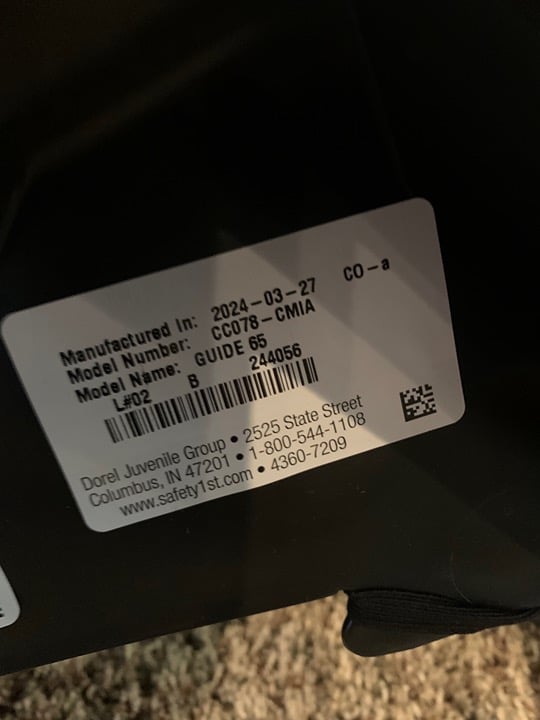 Manufactured In: 2024-03-27 CO-a
Model Number: CC078-CMIA
Model Name: GUIDE 65
L#02 B 244056
Dorel Juvenile Group • 2525 State Street
Columbus, IN 47201 • 1-800-544-1108
www.safety1st.com • 4360-7209